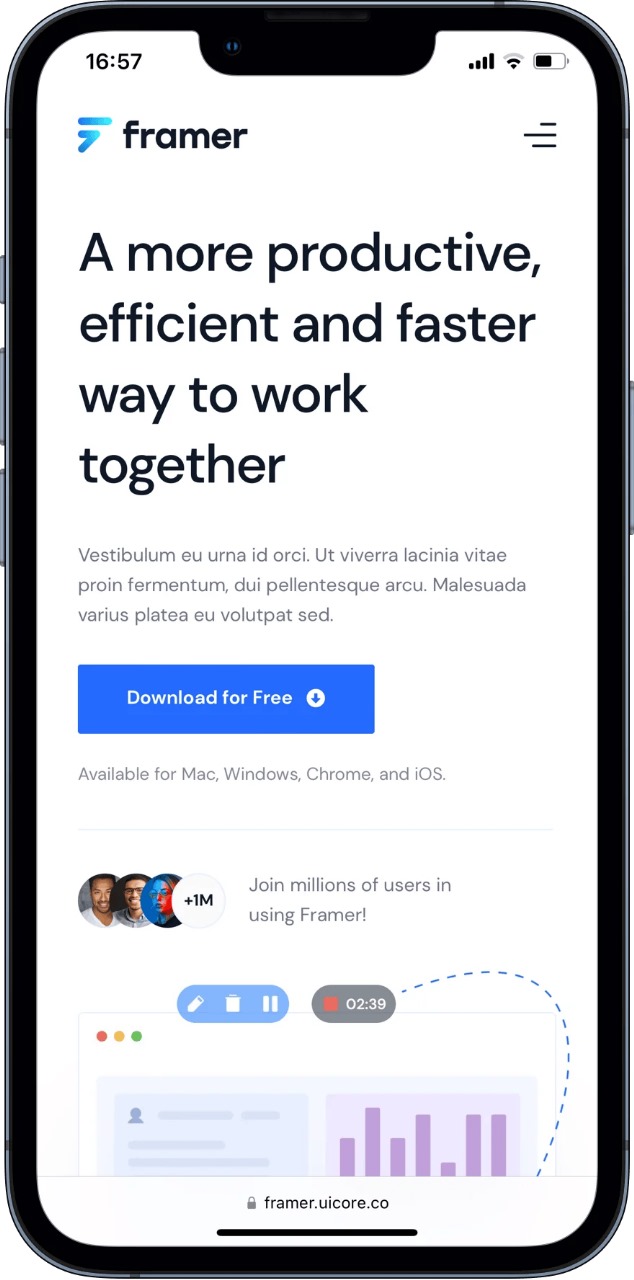 16:57
framer
A more productive,
efficient and faster
way to work
together
Vestibulum eu urna id orci. Ut viverra lacinia vitae
proin fermentum, dui pellentesque arcu. Malesuada
varius platea eu volutpat sed.
Download for Free
Available for Mac, Windows, Chrome, and iOS.
+1M
Join millions of users in
using Framer!
02:39
framer.uicore.co